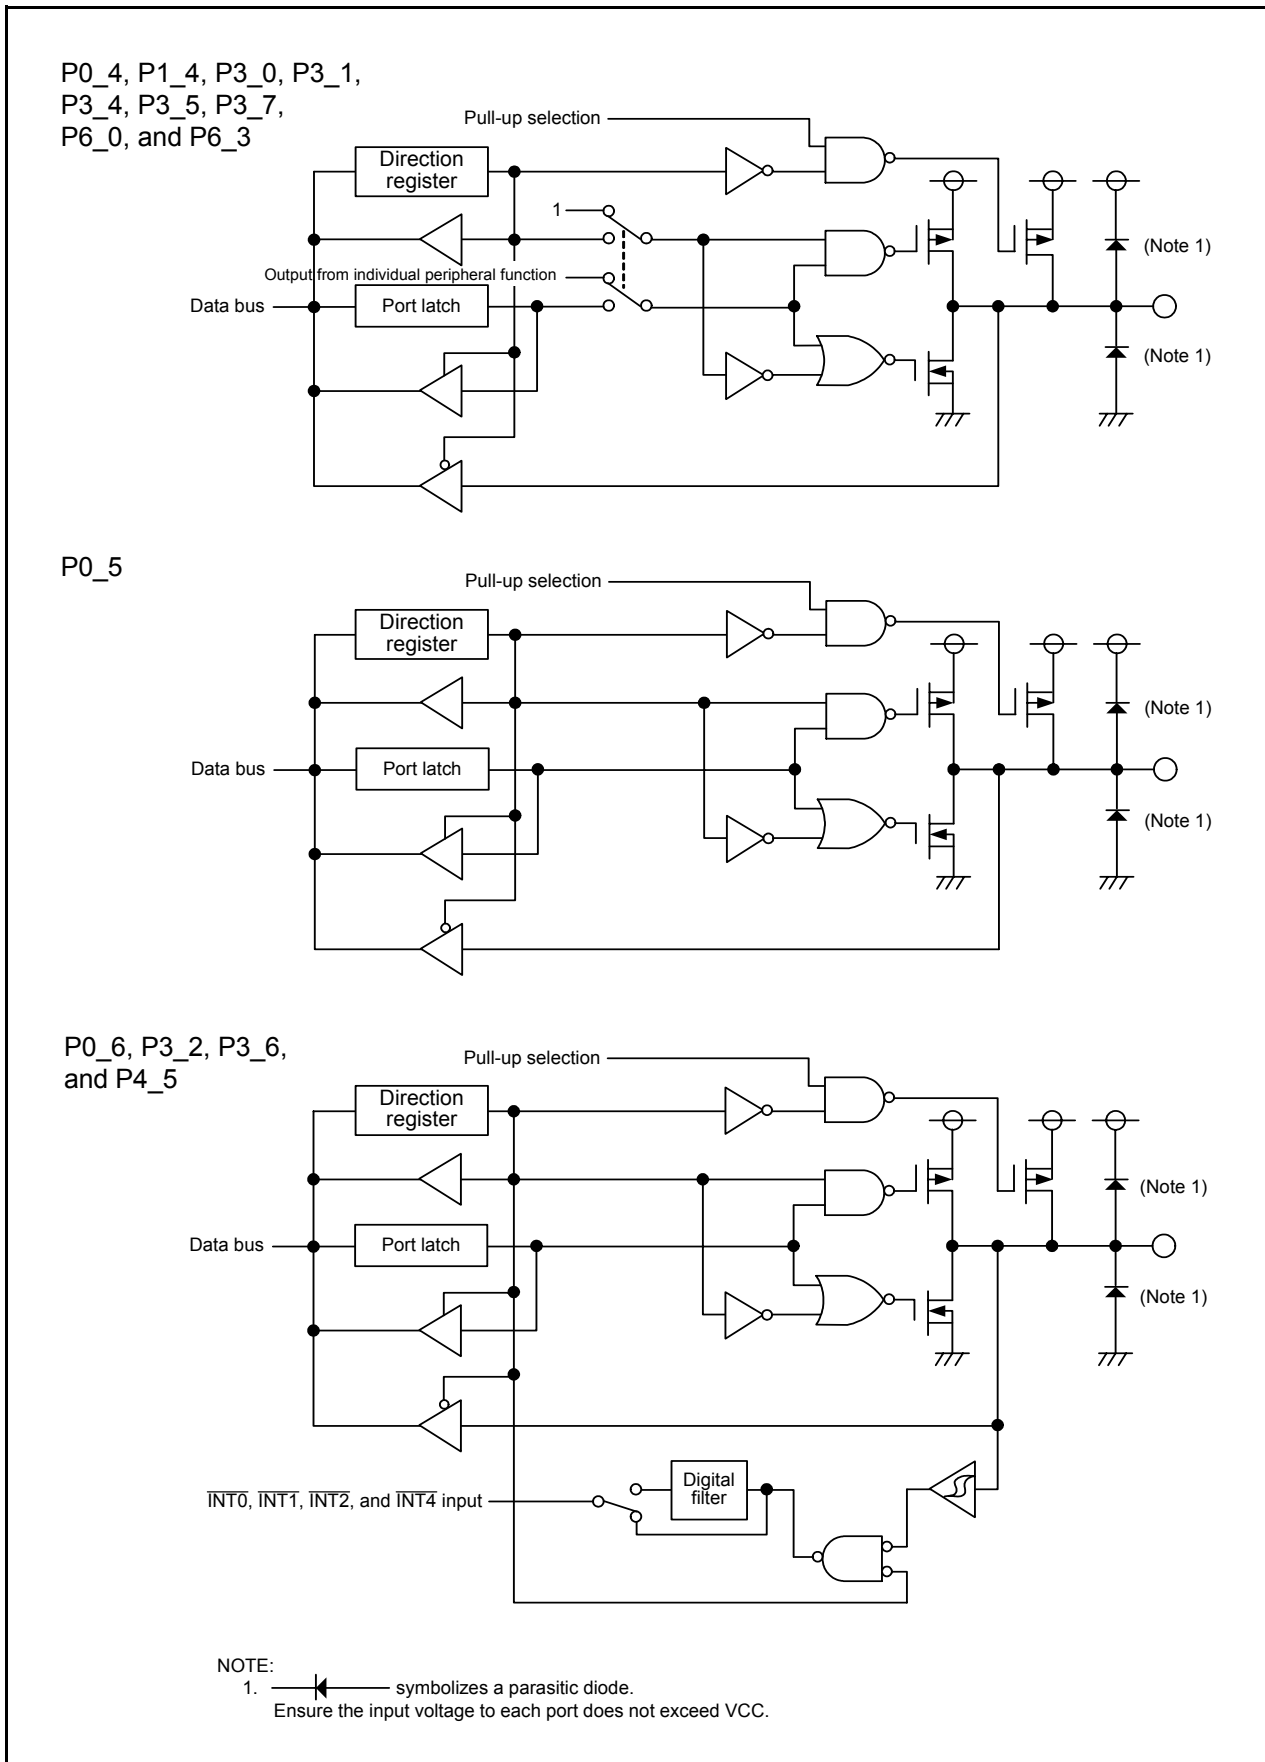 P0_4, P1_4, P3_0, P3_1,
P3_4, P3_5, P3_7,
P6_0, and P6_3
Pull-up selection
Direction
register
1
(Note 1)
Output from individual peripheral function
Data bus
Port latch
(Note 1)
P0_5
Pull-up selection
Direction
register
(Note 1)
Data bus
Port latch
(Note 1)
P0_6, P3_2, P3_6,
and P4_5
Pull-up selection
Direction
register
(Note 1)
Data bus
Port latch
(Note 1)
Digital
filter
I̅N̅T̅0̅, I̅N̅T̅1̅, I̅N̅T̅2̅, and I̅N̅T̅4̅ input
NOTE:
1. symbolizes a parasitic diode.
Ensure the input voltage to each port does not exceed VCC.